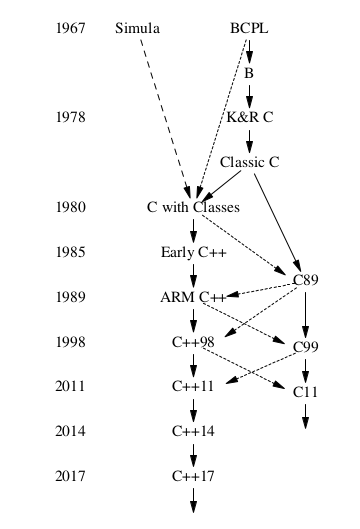 1967 Simula BCPL
B
1978 K&R C
Classic C
1980 C with Classes
1985 Early C++
C89
1989 ARM C++
1998 C++98 C99
2011 C++11 C11
2014 C++14
2017 C++17